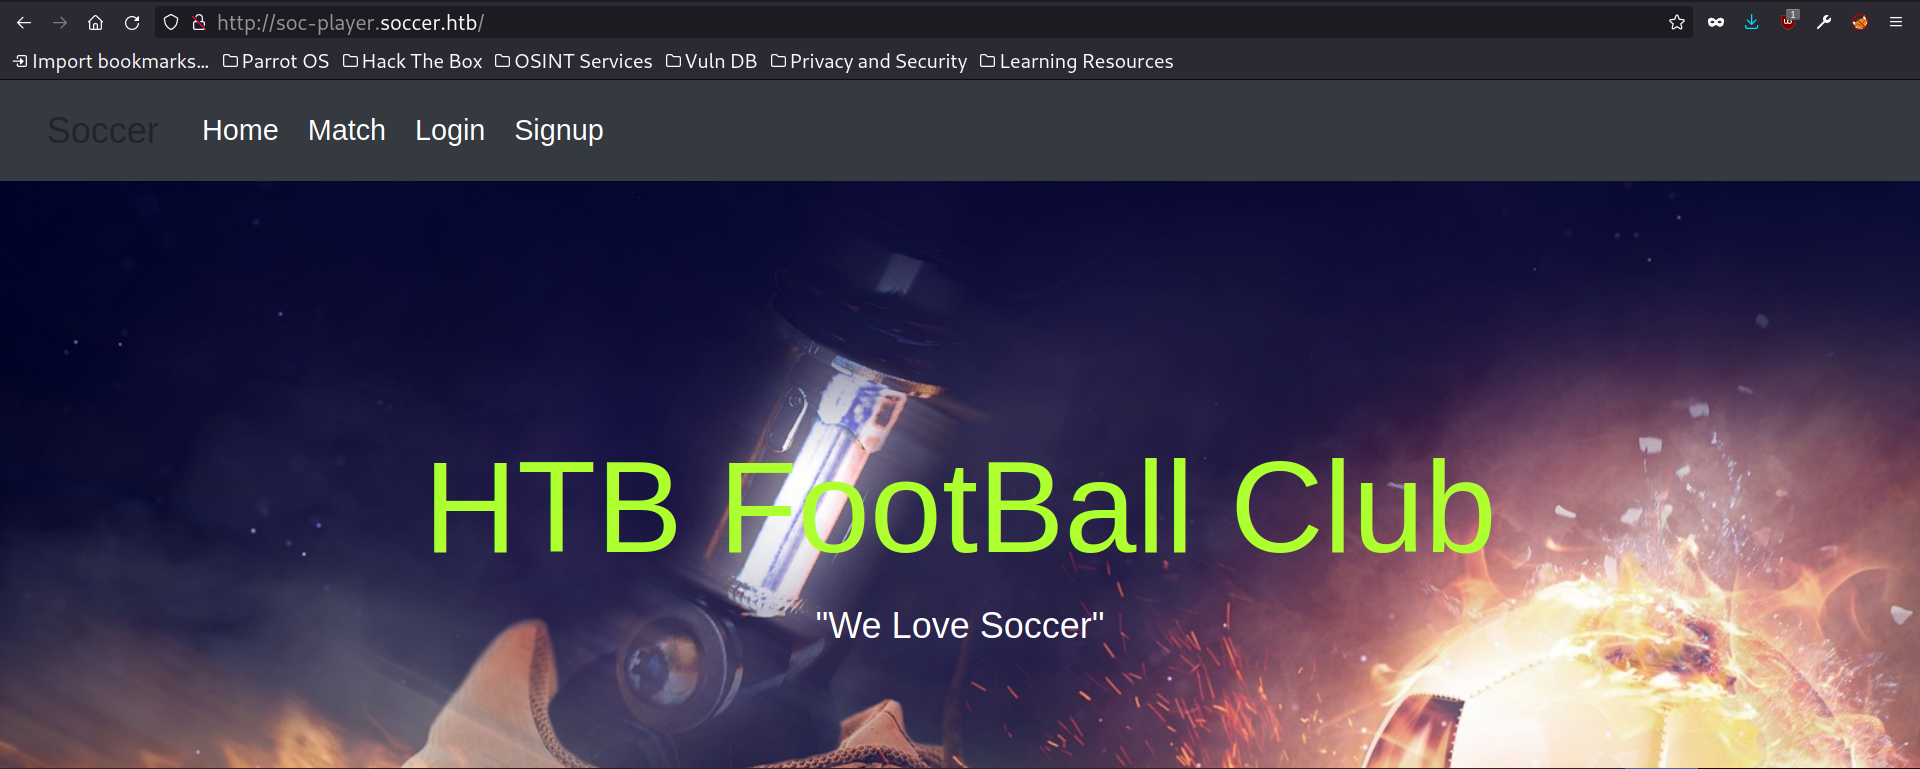 http://soc-player.soccer.htb/
1
Import bookmarks... Parrot OS Hack The Box OSINT Services Vuln DB Privacy and Security Learning Resources
Soccer Home Match Login Signup
HTB FootBall Club
"We Love Soccer"